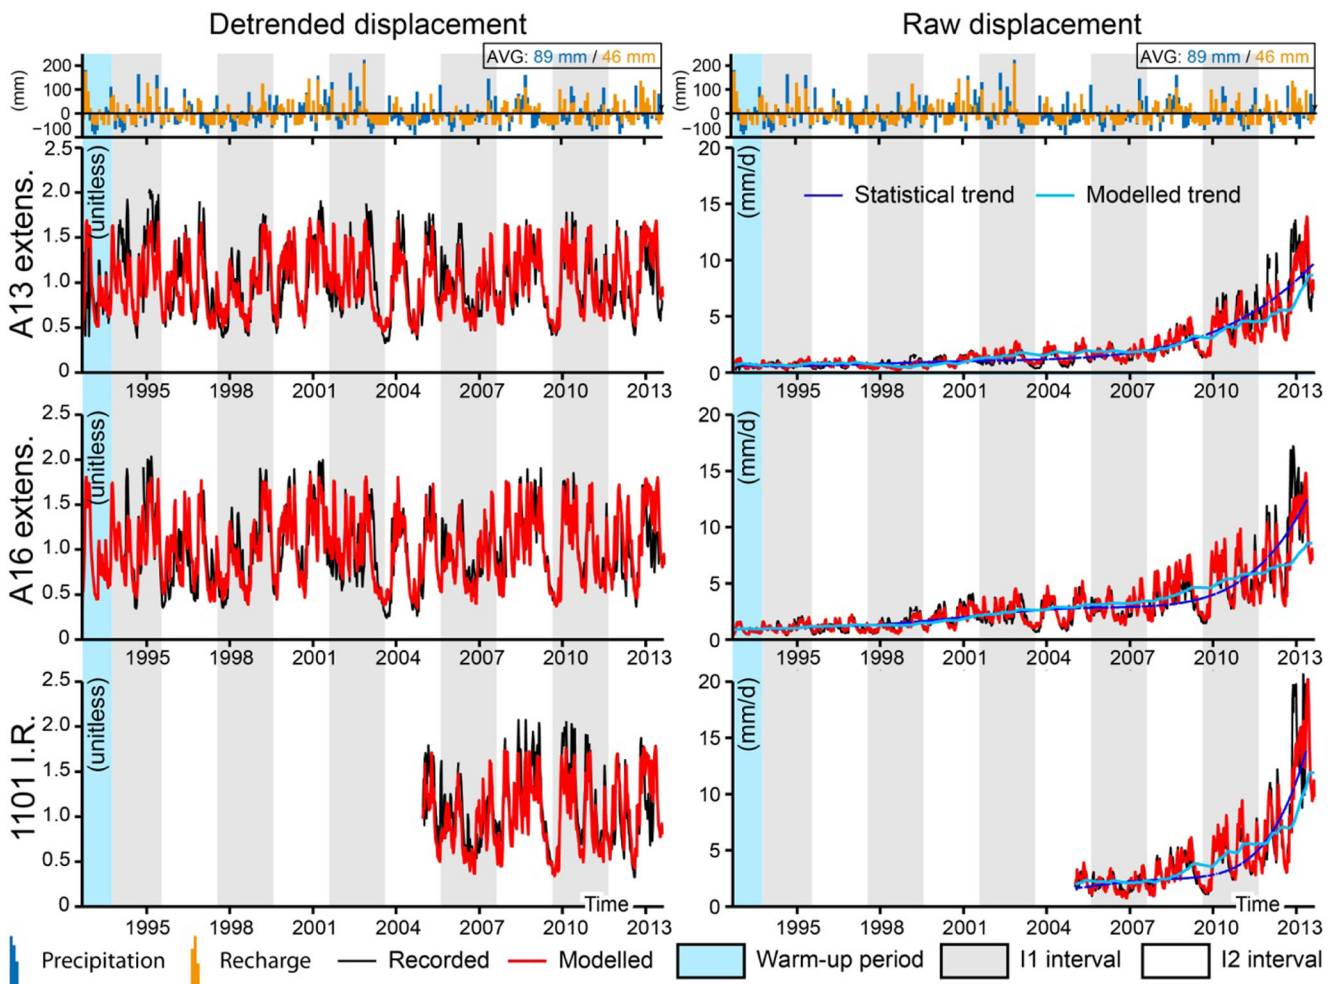 Detrended displacement
Raw displacement
AVG: 89 mm / 46 mm
AVG: 89 mm / 46 mm
(mm)
200
100
0
−100
(mm)
200
100
0
−100
A13 extens.
(unitless)
2.5
2.0
1.5
1.0
0.5
0
1995 1998 2001 2004 2007 2010 2013
(mm/d)
20
15
10
5
0
Statistical trend
Modelled trend
1995 1998 2001 2004 2007 2010 2013
A16 extens.
(unitless)
2.5
2.0
1.5
1.0
0.5
0
1995 1998 2001 2004 2007 2010 2013
(mm/d)
20
15
10
5
0
1995 1998 2001 2004 2007 2010 2013
1101 I.R.
(unitless)
2.5
2.0
1.5
1.0
0.5
0
Time
1995 1998 2001 2004 2007 2010 2013
(mm/d)
20
15
10
5
0
Time
1995 1998 2001 2004 2007 2010 2013
Precipitation
Recharge
Recorded
Modelled
Warm-up period
I1 interval
I2 interval